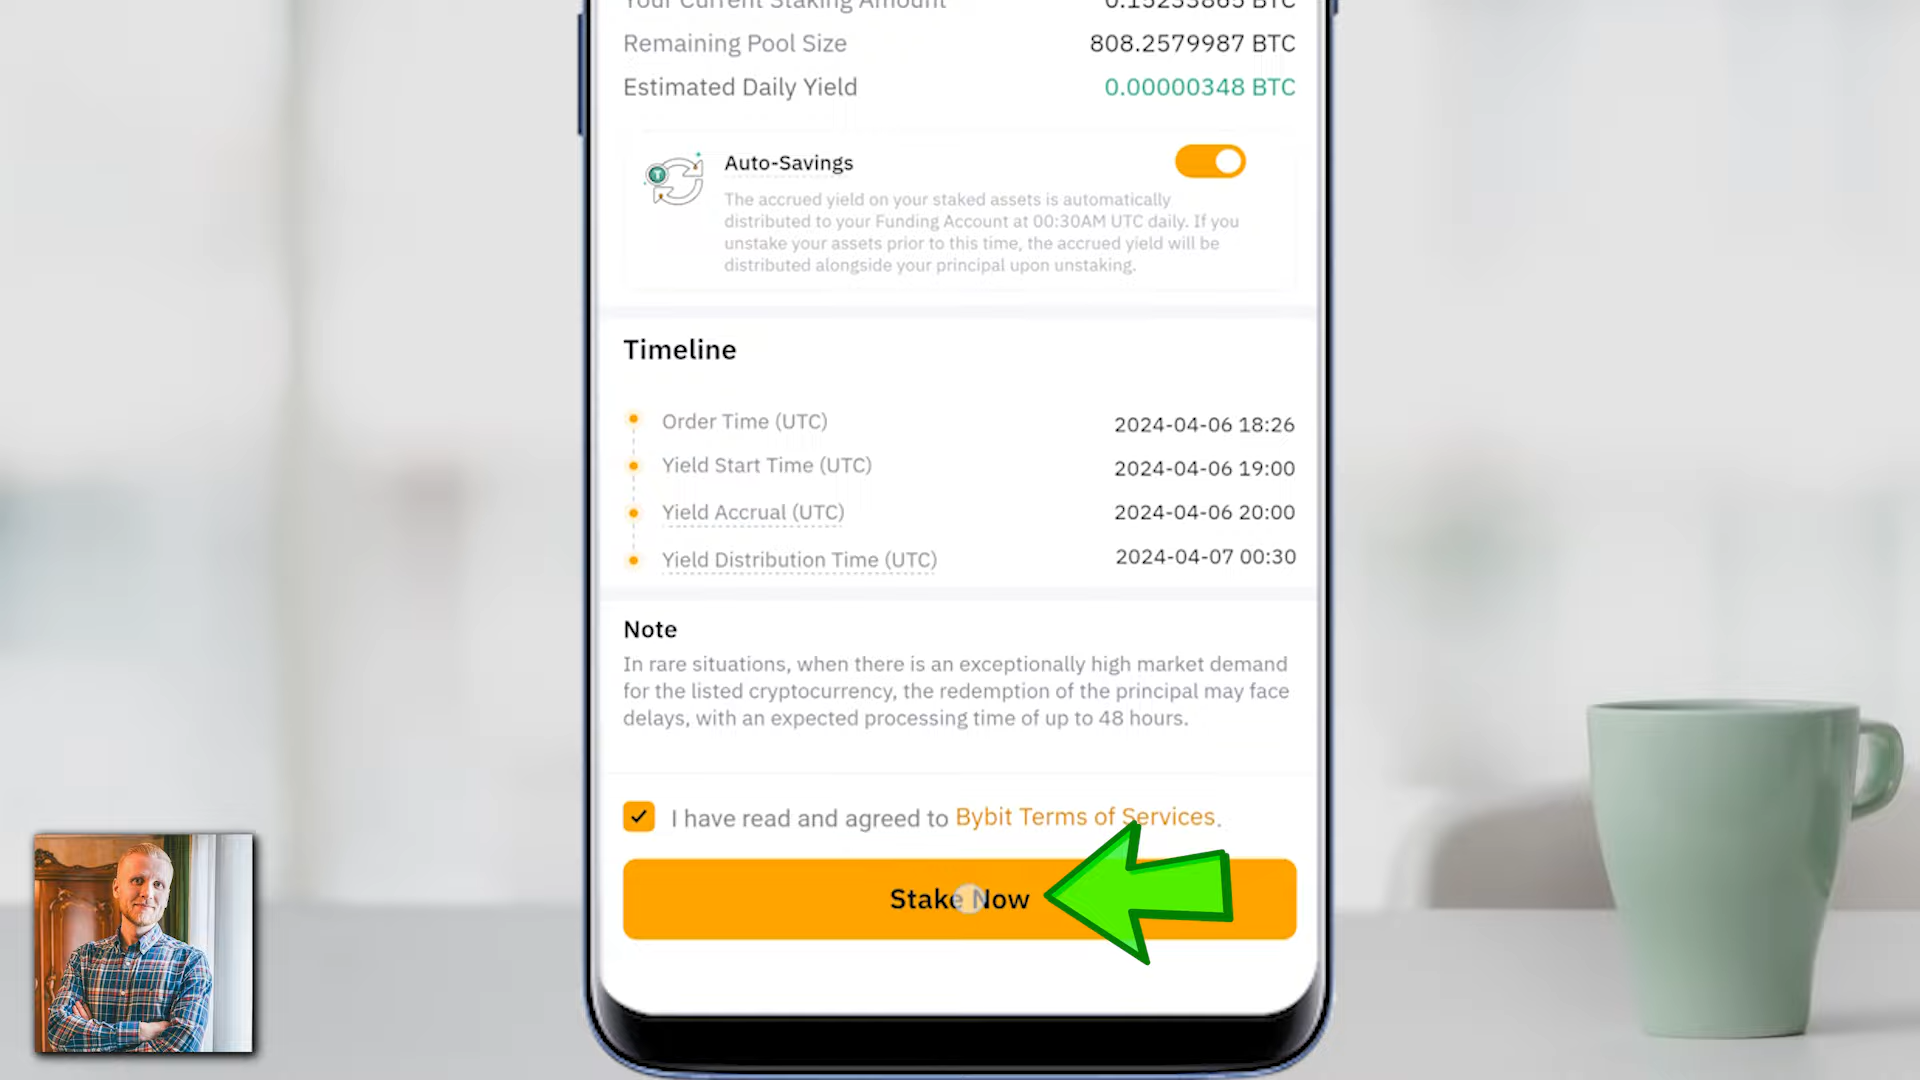 Your Current Staking Amount 0.15233865 BTC
Remaining Pool Size 808.2579987 BTC
Estimated Daily Yield 0.00000348 BTC
Auto-Savings
The accrued yield on your staked assets is automatically
distributed to your Funding Account at 00:30AM UTC daily. If you
unstake your assets prior to this time, the accrued yield will be
distributed alongside your principal upon unstaking.
Timeline
Order Time (UTC) 2024-04-06 18:26
Yield Start Time (UTC) 2024-04-06 19:00
Yield Accrual (UTC) 2024-04-06 20:00
Yield Distribution Time (UTC) 2024-04-07 00:30
Note
In rare situations, when there is an exceptionally high market demand
for the listed cryptocurrency, the redemption of the principal may face
delays, with an expected processing time of up to 48 hours.
I have read and agreed to Bybit Terms of Services.
Stake Now